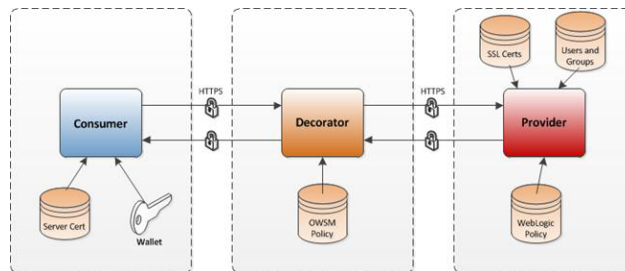 SSL Certs
Users and
Groups
HTTPS
HTTPS
Consumer
Decorator
Provider
Server Cert
Wallet
OWSM
Policy
WebLogic
Policy